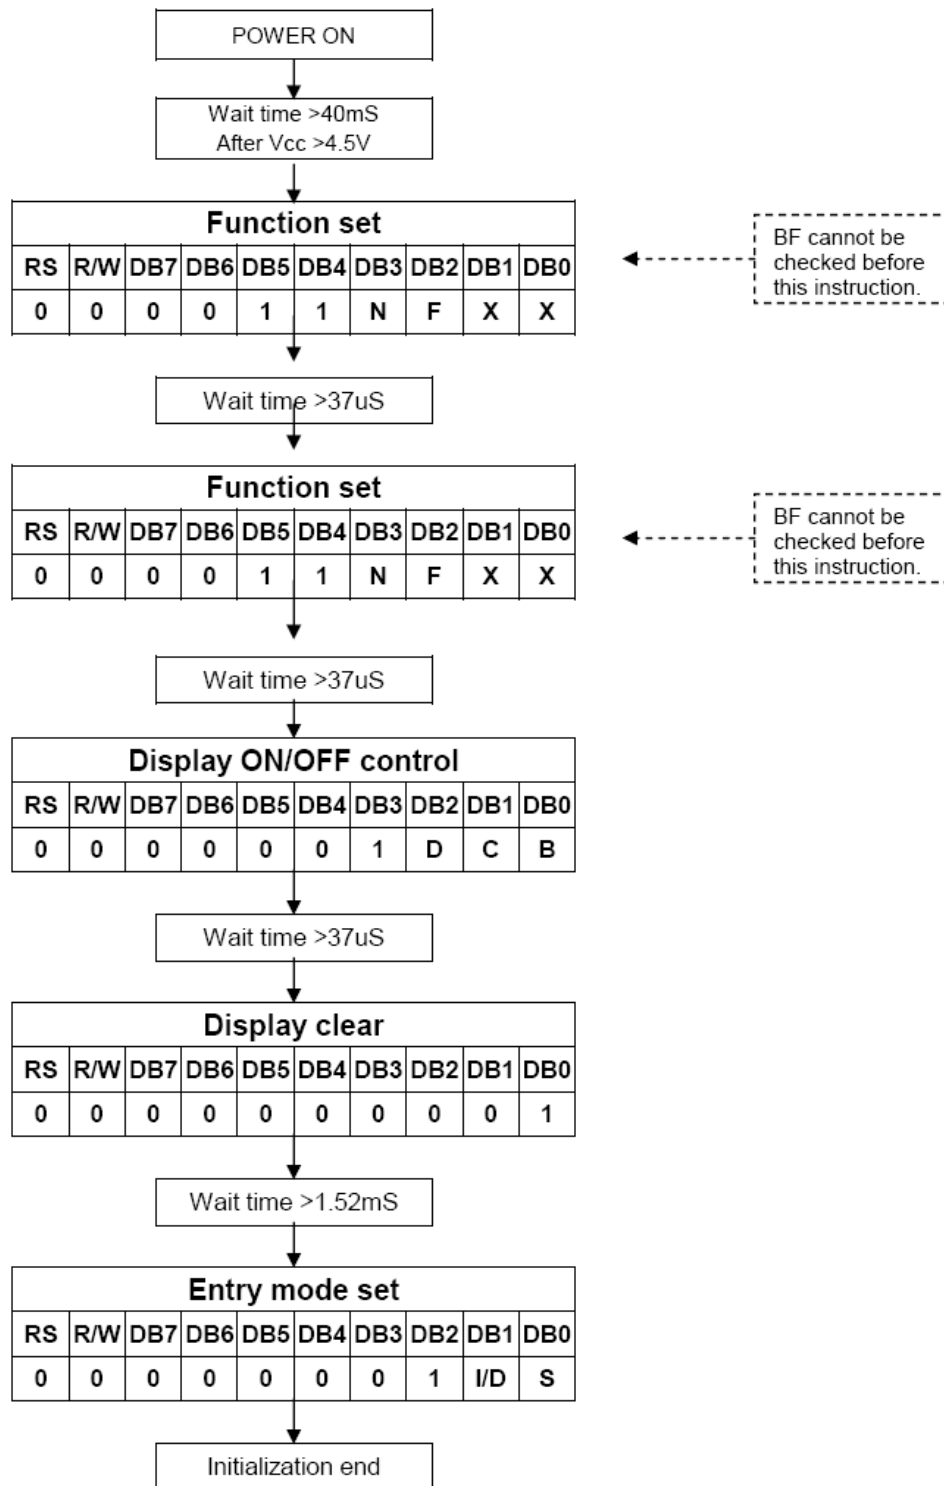 POWER ON
Wait time >40mS
After Vcc >4.5V
Function set
RS R/W DB7 DB6 DB5 DB4 DB3 DB2 DB1 DB0
0 0 0 0 1 1 N F X X
BF cannot be
checked before
this instruction.
Wait time >37uS
Function set
RS R/W DB7 DB6 DB5 DB4 DB3 DB2 DB1 DB0
0 0 0 0 1 1 N F X X
BF cannot be
checked before
this instruction.
Wait time >37uS
Display ON/OFF control
RS R/W DB7 DB6 DB5 DB4 DB3 DB2 DB1 DB0
0 0 0 0 0 0 1 D C B
Wait time >37uS
Display clear
RS R/W DB7 DB6 DB5 DB4 DB3 DB2 DB1 DB0
0 0 0 0 0 0 0 0 0 1
Wait time >1.52mS
Entry mode set
RS R/W DB7 DB6 DB5 DB4 DB3 DB2 DB1 DB0
0 0 0 0 0 0 0 1 I/D S
Initialization end